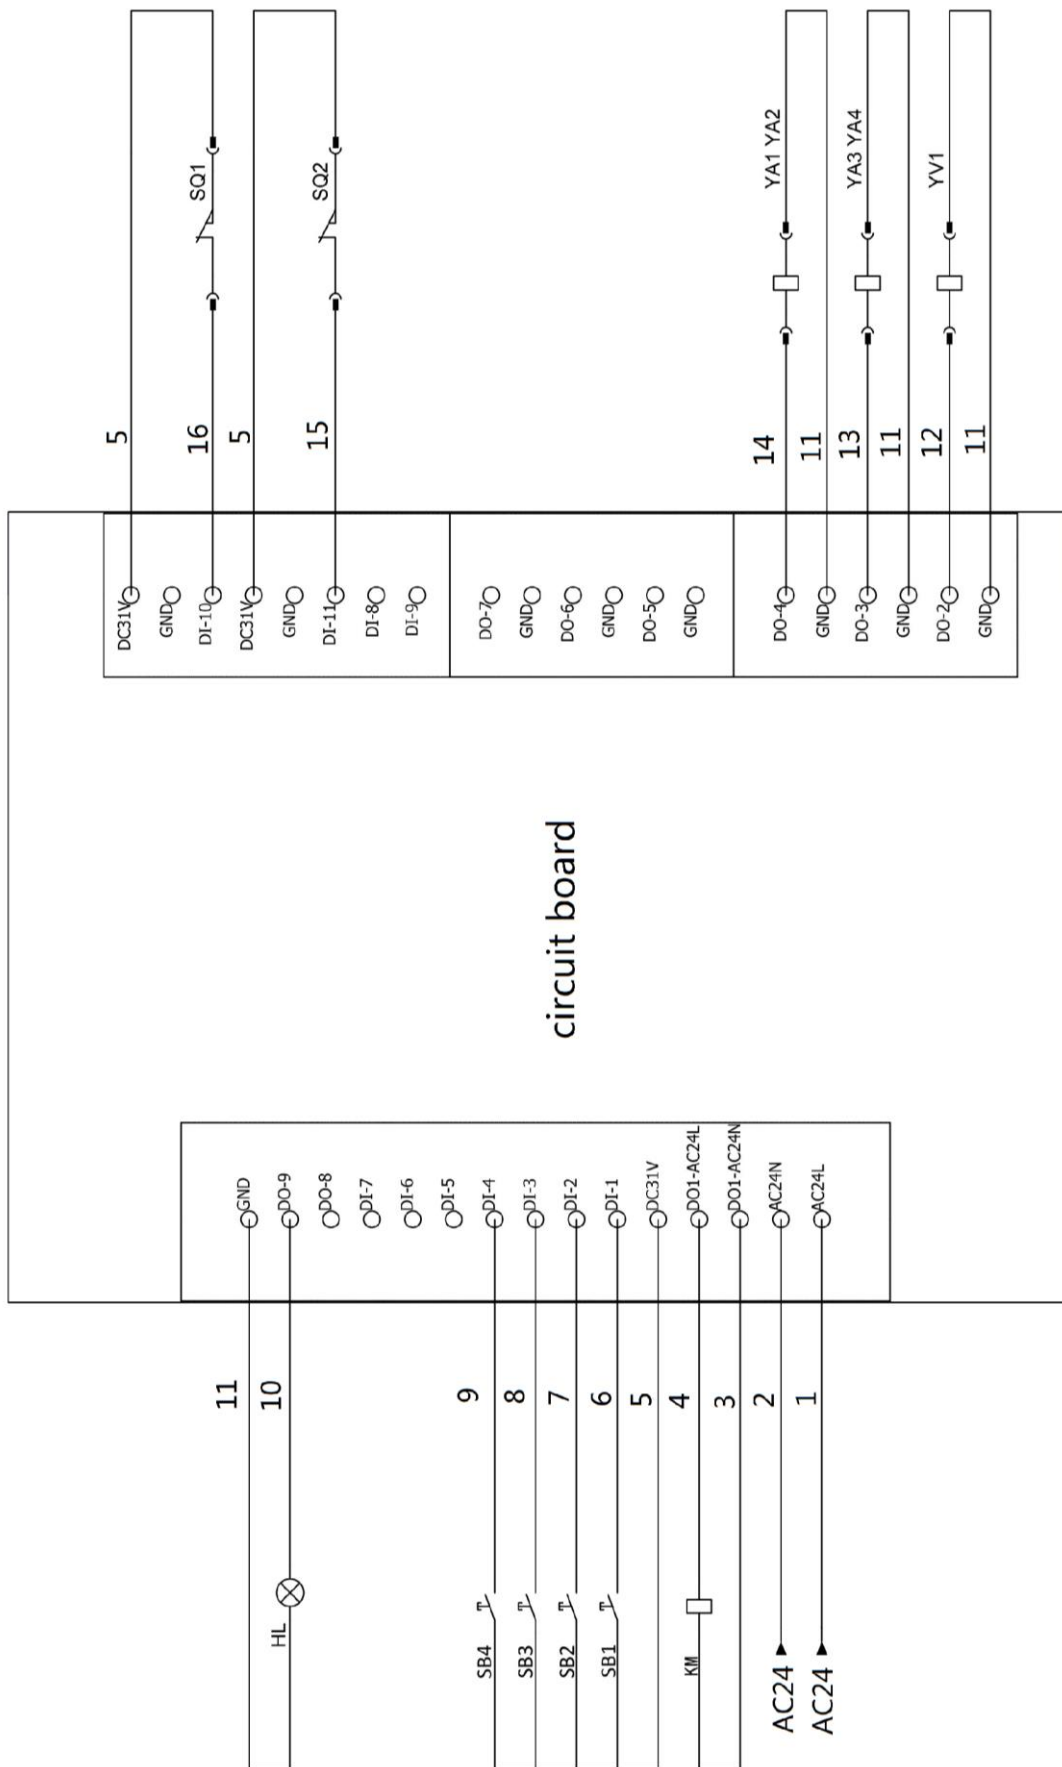 5
16
5
15
14
11
13
11
12
11
SQ1
SQ2
YA1 YA2
YA3 YA4
YV1
DC31V
GND
DI-10
DC31V
GND
DI-11
DI-8
DI-9
DO-7
GND
DO-6
GND
DO-5
GND
DO-4
GND
DO-3
GND
DO-2
GND
circuit board
GND
DO-9
DO-8
DI-7
DI-6
DI-5
DI-4
DI-3
DI-2
DI-1
DC31V
DO1-AC24L
DO1-AC24N
AC24N
AC24L
11
10
9
8
7
6
5
4
3
2
1
HL
SB4
SB3
SB2
SB1
KM
AC24
AC24